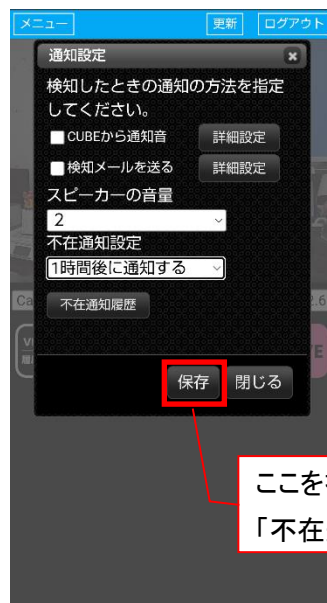 メニュー 更新 ログアウト
通知設定
検知したときの通知の方法を指定
してください。
CUBEから通知音 詳細設定
検知メールを送る 詳細設定
スピーカーの音量
2
不在通知設定
1時間後に通知する
不在通知履歴
保存 閉じる
ここを
「不在